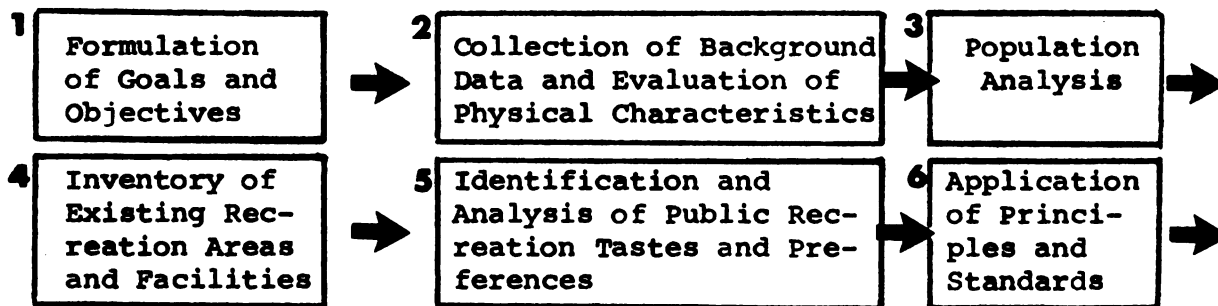 1 Formulation of Goals and Objectives
2 Collection of Background Data and Evaluation of Physical Characteristics
3 Population Analysis
4 Inventory of Existing Rec-
reation Areas and Facilities
5 Identification and Analysis of Public Rec-
reation Tastes and Pre-
ferences
6 Application of Princi-
ples and Standards